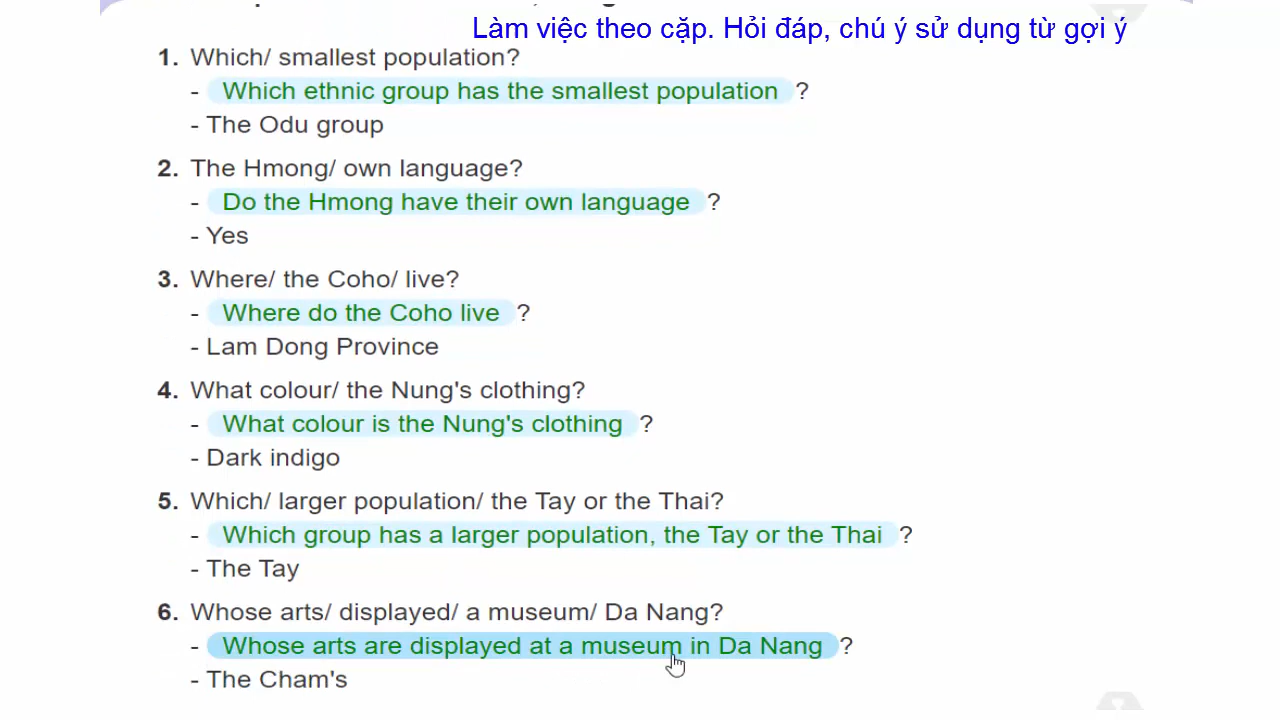 Làm việc theo cặp. Hỏi đáp, chú ý sử dụng từ gợi ý
1. Which/ smallest population?
- Which ethnic group has the smallest population ?
- The Odu group
2. The Hmong/ own language?
- Do the Hmong have their own language ?
- Yes
3. Where/ the Coho/ live?
- Where do the Coho live ?
- Lam Dong Province
4. What colour/ the Nung's clothing?
- What colour is the Nung's clothing ?
- Dark indigo
5. Which/ larger population/ the Tay or the Thai?
- Which group has a larger population, the Tay or the Thai ?
- The Tay
6. Whose arts/ displayed/ a museum/ Da Nang?
- Whose arts are displayed at a museum in Da Nang ?
- The Cham's